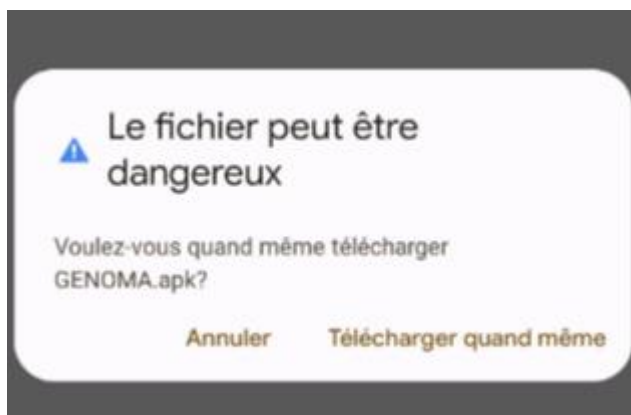 Le fichier peut être
dangereux
Voulez-vous quand même télécharger
GENOMA.apk?
Annuler Télécharger quand même